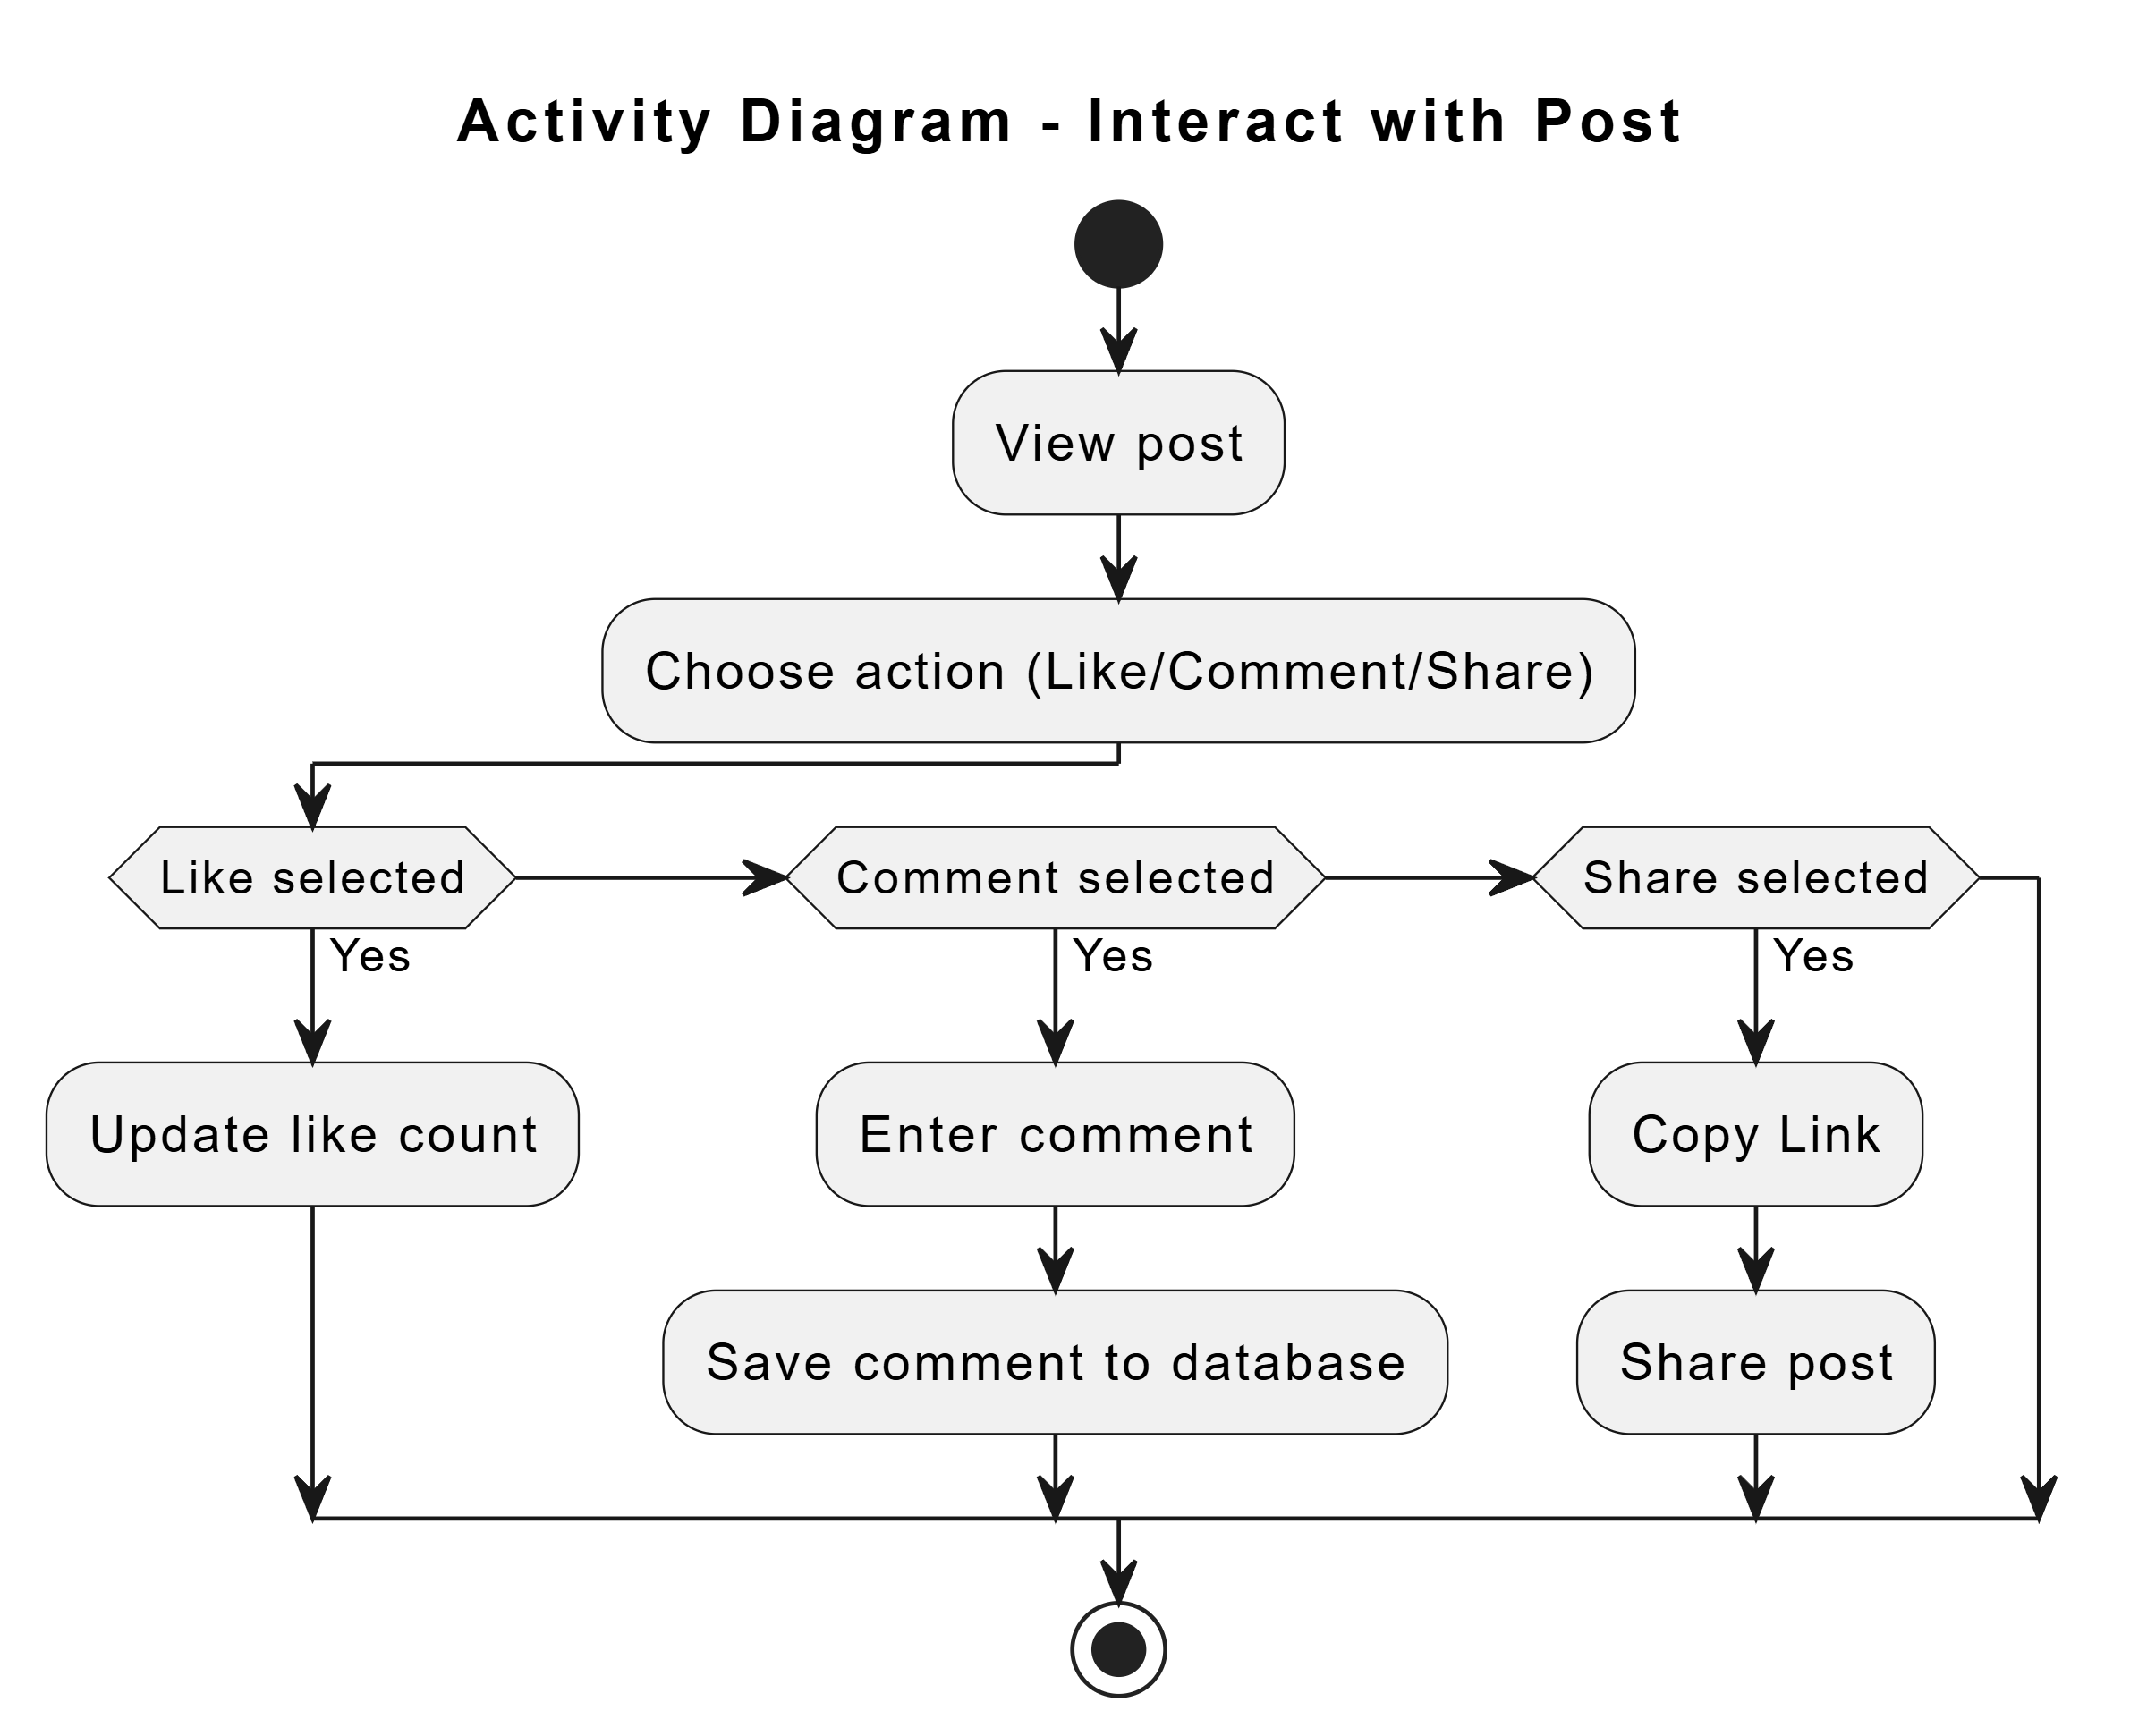 Activity Diagram - Interact with Post
View post
Choose action (Like/Comment/Share)
Like selected
Comment selected
Share selected
Yes
Yes
Yes
Update like count
Enter comment
Copy Link
Save comment to database
Share post